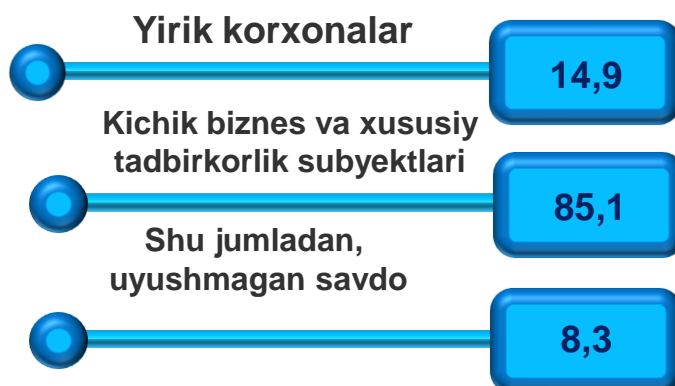 Yirik korxonalar
14,9
Kichik biznes va xususiy
tadbirkorlik subyektlari
85,1
Shu jumladan,
uyushmagan savdo
8,3